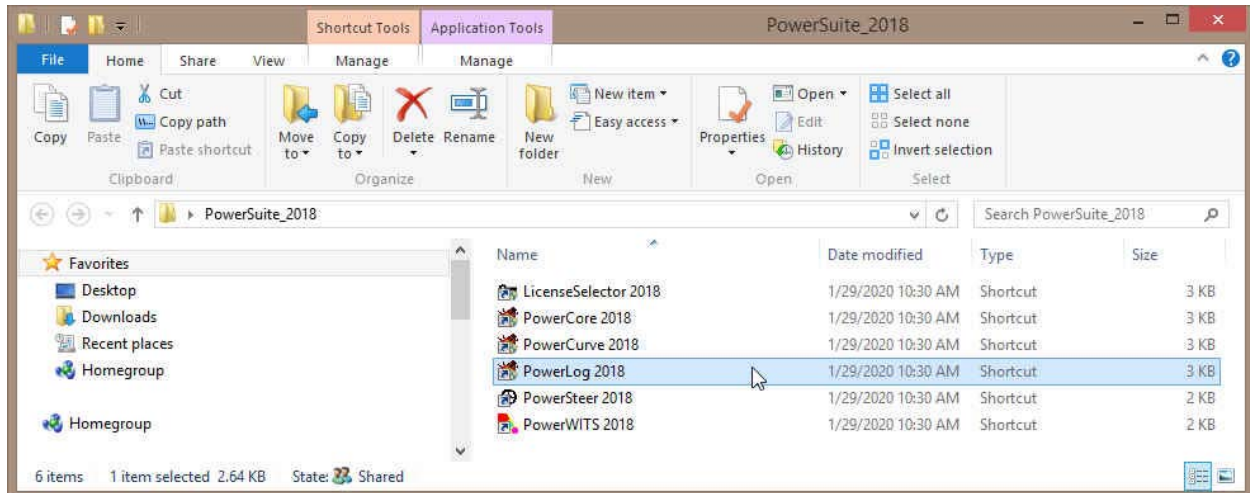 Shortcut Tools Application Tools PowerSuite_2018
File Home Share View Manage Manage
Copy Paste Cut Copy path Paste shortcut
Move to Copy to Delete Rename
New folder New item Easy access
Properties Open Edit History
Select all Select none Invert selection
Clipboard Organize New Open Select
PowerSuite_2018 Search PowerSuite_2018
Favorites
Desktop
Downloads
Recent places
Homegroup
Homegroup
Name Date modified Type Size
LicenseSelector 2018 1/29/2020 10:30 AM Shortcut 3 KB
PowerCore 2018 1/29/2020 10:30 AM Shortcut 3 KB
PowerCurve 2018 1/29/2020 10:30 AM Shortcut 3 KB
PowerLog 2018 1/29/2020 10:30 AM Shortcut 3 KB
PowerSteer 2018 1/29/2020 10:30 AM Shortcut 2 KB
PowerWITS 2018 1/29/2020 10:30 AM Shortcut 2 KB
6 items 1 item selected 2.64 KB State: Shared